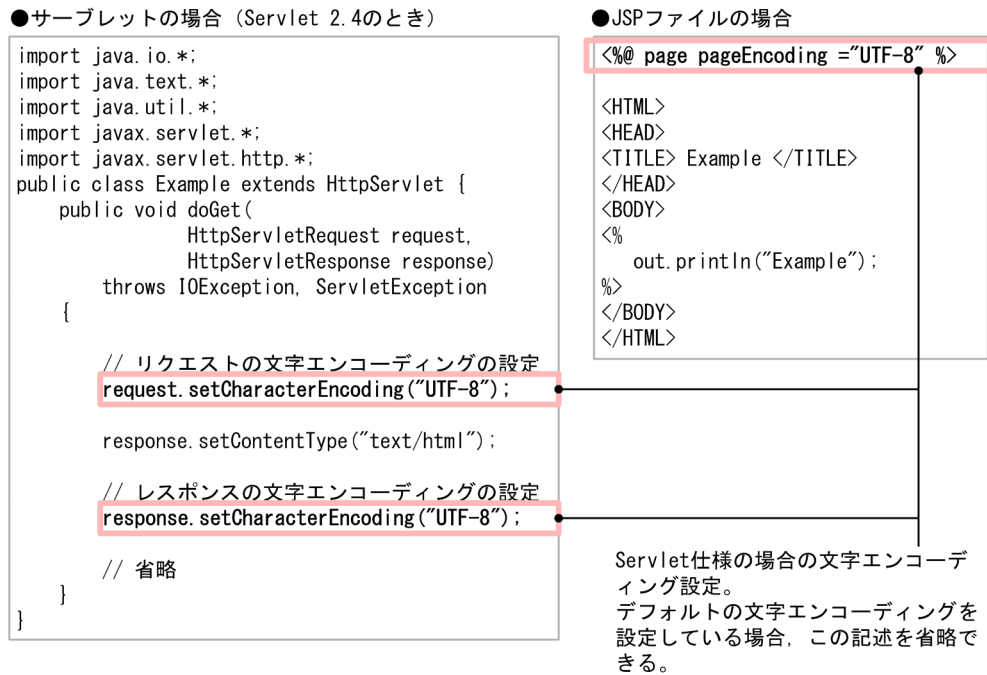 ●サーブレットの場合（Servlet 2.4のとき）
import java.io.*;
import java.text.*;
import java.util.*;
import javax.servlet.*;
import javax.servlet.http.*;
public class Example extends HttpServlet {
    public void doGet(
                HttpServletRequest request,
                HttpServletResponse response)
        throws IOException, ServletException
    {
        // リクエストの文字エンコーディングの設定
        request.setCharacterEncoding("UTF-8");
        response.setContentType("text/html");
        // レスポンスの文字エンコーディングの設定
        response.setCharacterEncoding("UTF-8");
        // 省略
    }
}
●JSPファイルの場合
<%@ page pageEncoding ="UTF-8" %>
<HTML>
<HEAD>
<TITLE> Example </TITLE>
</HEAD>
<BODY>
<%
   out.println("Example");
%>
</BODY>
</HTML>
Servlet仕様の場合の文字エンコーデ
ィング設定。
デフォルトの文字エンコーディングを
設定している場合，この記述を省略で
きる。